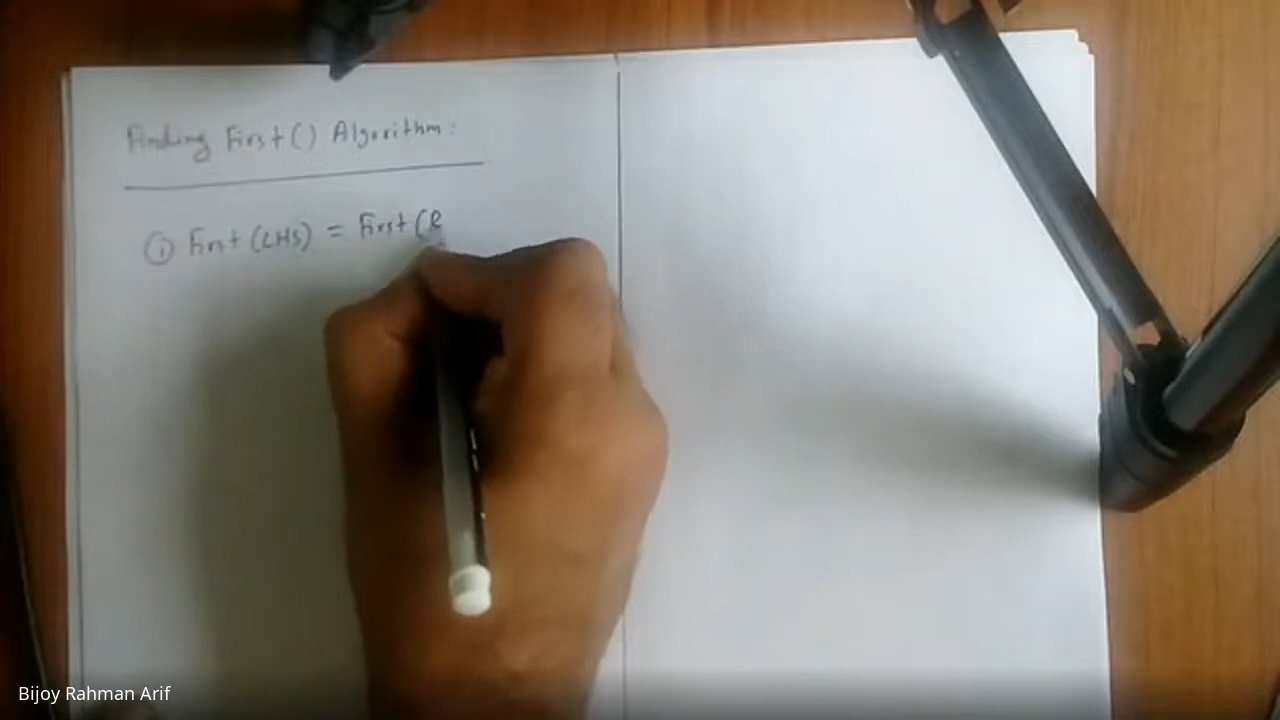 Finding First() Algorithm:
① First (LHS) = First (R
Bijoy Rahman Arif